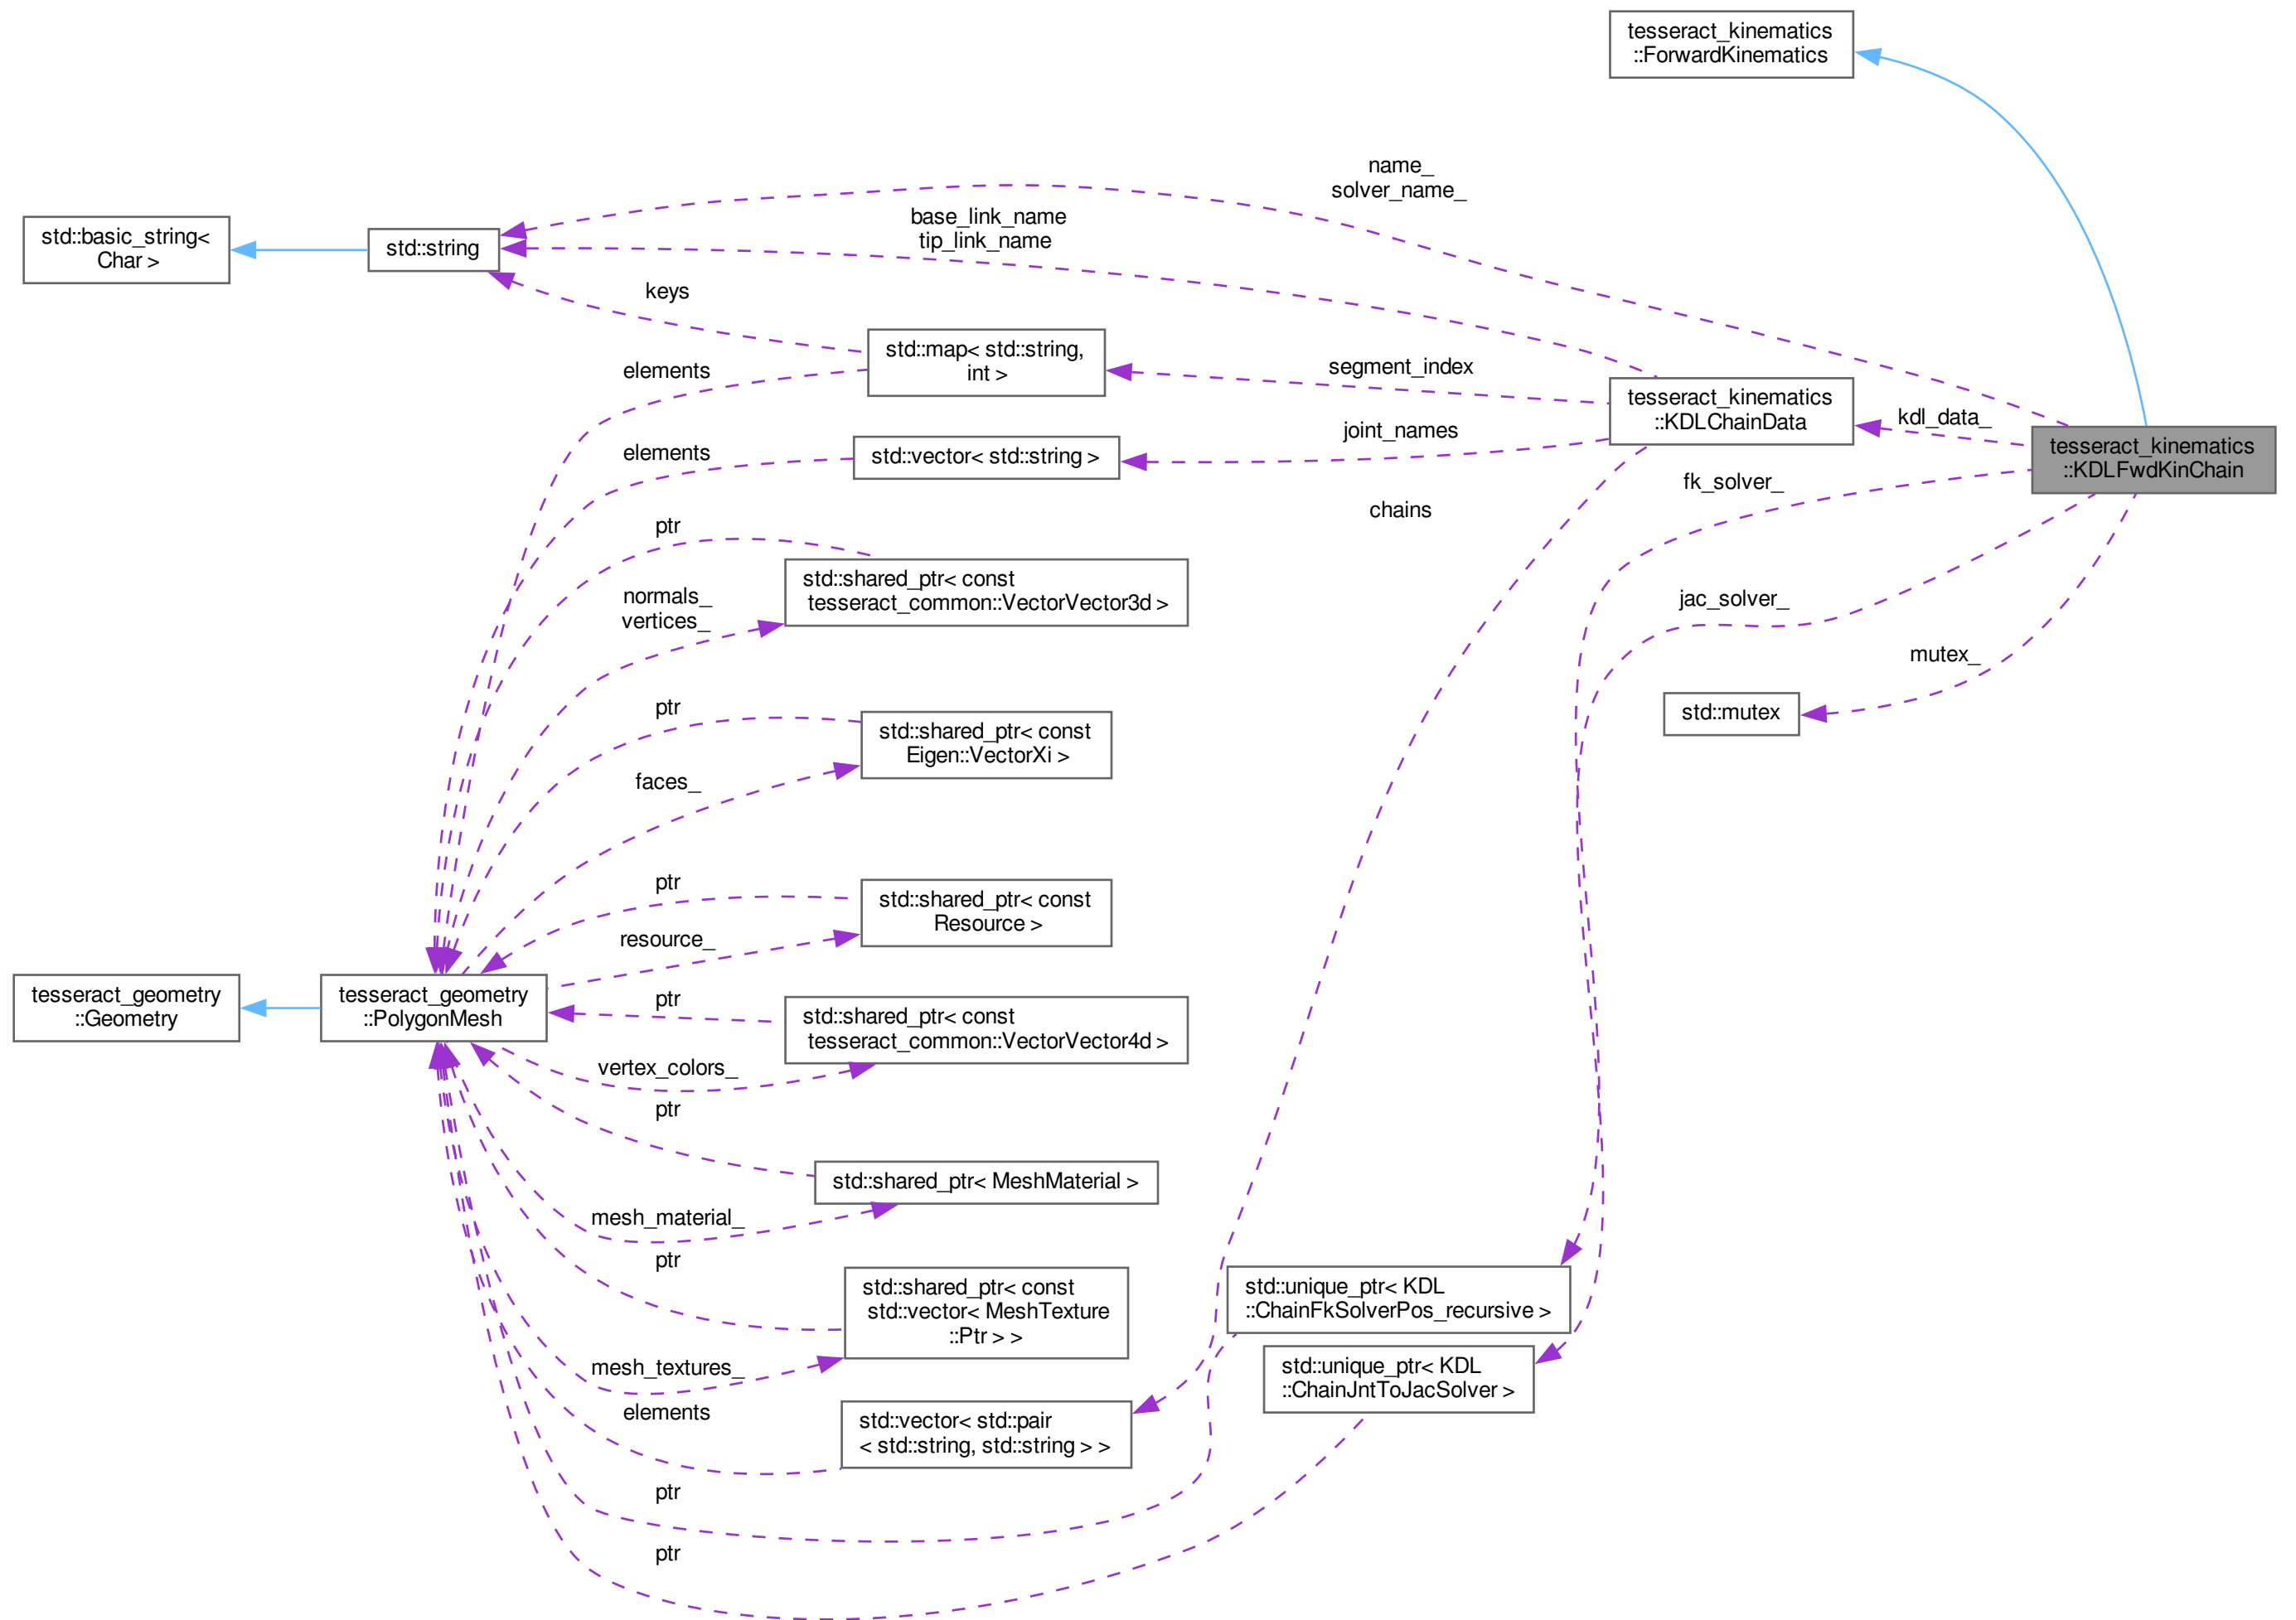 tesseract_kinematics
::ForwardKinematics
name_
solver_name_
base_link_name
tip_link_name
std::basic_string<
Char >
std::string
keys
std::map< std::string,
int >
elements
segment_index
tesseract_kinematics
::KDLChainData
kdl_data_
tesseract_kinematics
::KDLFwdKinChain
joint_names
elements
std::vector< std::string >
fk_solver_
chains
ptr
std::shared_ptr< const
tesseract_common::VectorVector3d >
normals_
vertices_
jac_solver_
mutex_
std::mutex
ptr
std::shared_ptr< const
Eigen::VectorXi >
faces_
ptr
std::shared_ptr< const
Resource >
resource_
tesseract_geometry
::Geometry
tesseract_geometry
::PolygonMesh
ptr
std::shared_ptr< const
tesseract_common::VectorVector4d >
vertex_colors_
ptr
std::shared_ptr< MeshMaterial >
mesh_material_
ptr
std::shared_ptr< const
std::vector< MeshTexture
::Ptr > >
std::unique_ptr< KDL
::ChainFkSolverPos_recursive >
mesh_textures_
std::unique_ptr< KDL
::ChainJntToJacSolver >
elements
std::vector< std::pair
< std::string, std::string > >
ptr
ptr